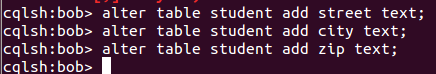 cqlsh:bob> alter table student add street text;
cqlsh:bob> alter table student add city text;
cqlsh:bob> alter table student add zip text;
cqlsh:bob>